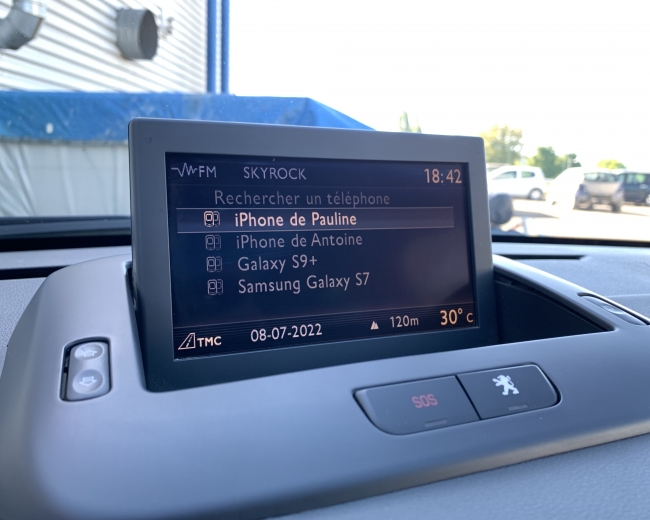 FM SKYROCK 18:42
Rechercher un téléphone
iPhone de Pauline
iPhone de Antoine
Galaxy S9+
Samsung Galaxy S7
TMC 08-07-2022 120m 30° C
SOS